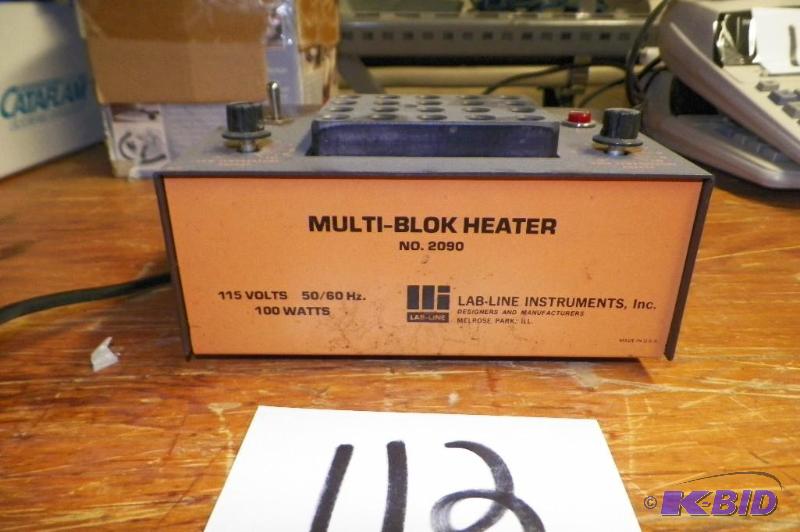 CATAFLAM
MULTI-BLOK HEATER
NO. 2090
115 VOLTS 50/60 Hz.
100 WATTS
LAB-LINE
LAB-LINE INSTRUMENTS, Inc.
DESIGNERS AND MANUFACTURERS
MELROSE PARK, ILL.
MADE IN U.S.A.
112
© K-BID